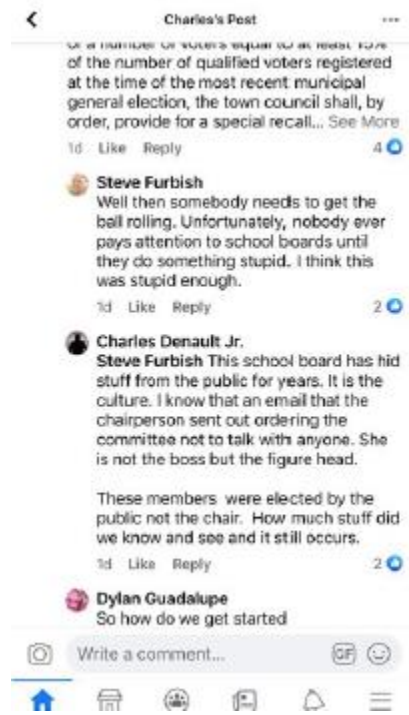 Charles's Post
of a number of voters equal to at least 15%
of the number of qualified voters registered
at the time of the most recent municipal
general election, the town council shall, by
order, provide for a special recall... See More
1d Like Reply 4
Steve Furbish
Well then somebody needs to get the
ball rolling. Unfortunately, nobody ever
pays attention to school boards until
they do something stupid. I think this
was stupid enough.
1d Like Reply 2
Charles Denault Jr.
Steve Furbish This school board has hid
stuff from the public for years. It is the
culture. I know that an email that the
chairperson sent out ordering the
committee not to talk with anyone. She
is not the boss but the figure head.
These members were elected by the
public not the chair. How much stuff did
we know and see and it still occurs.
1d Like Reply 2
Dylan Guadalupe
So how do we get started
Write a comment... GIF